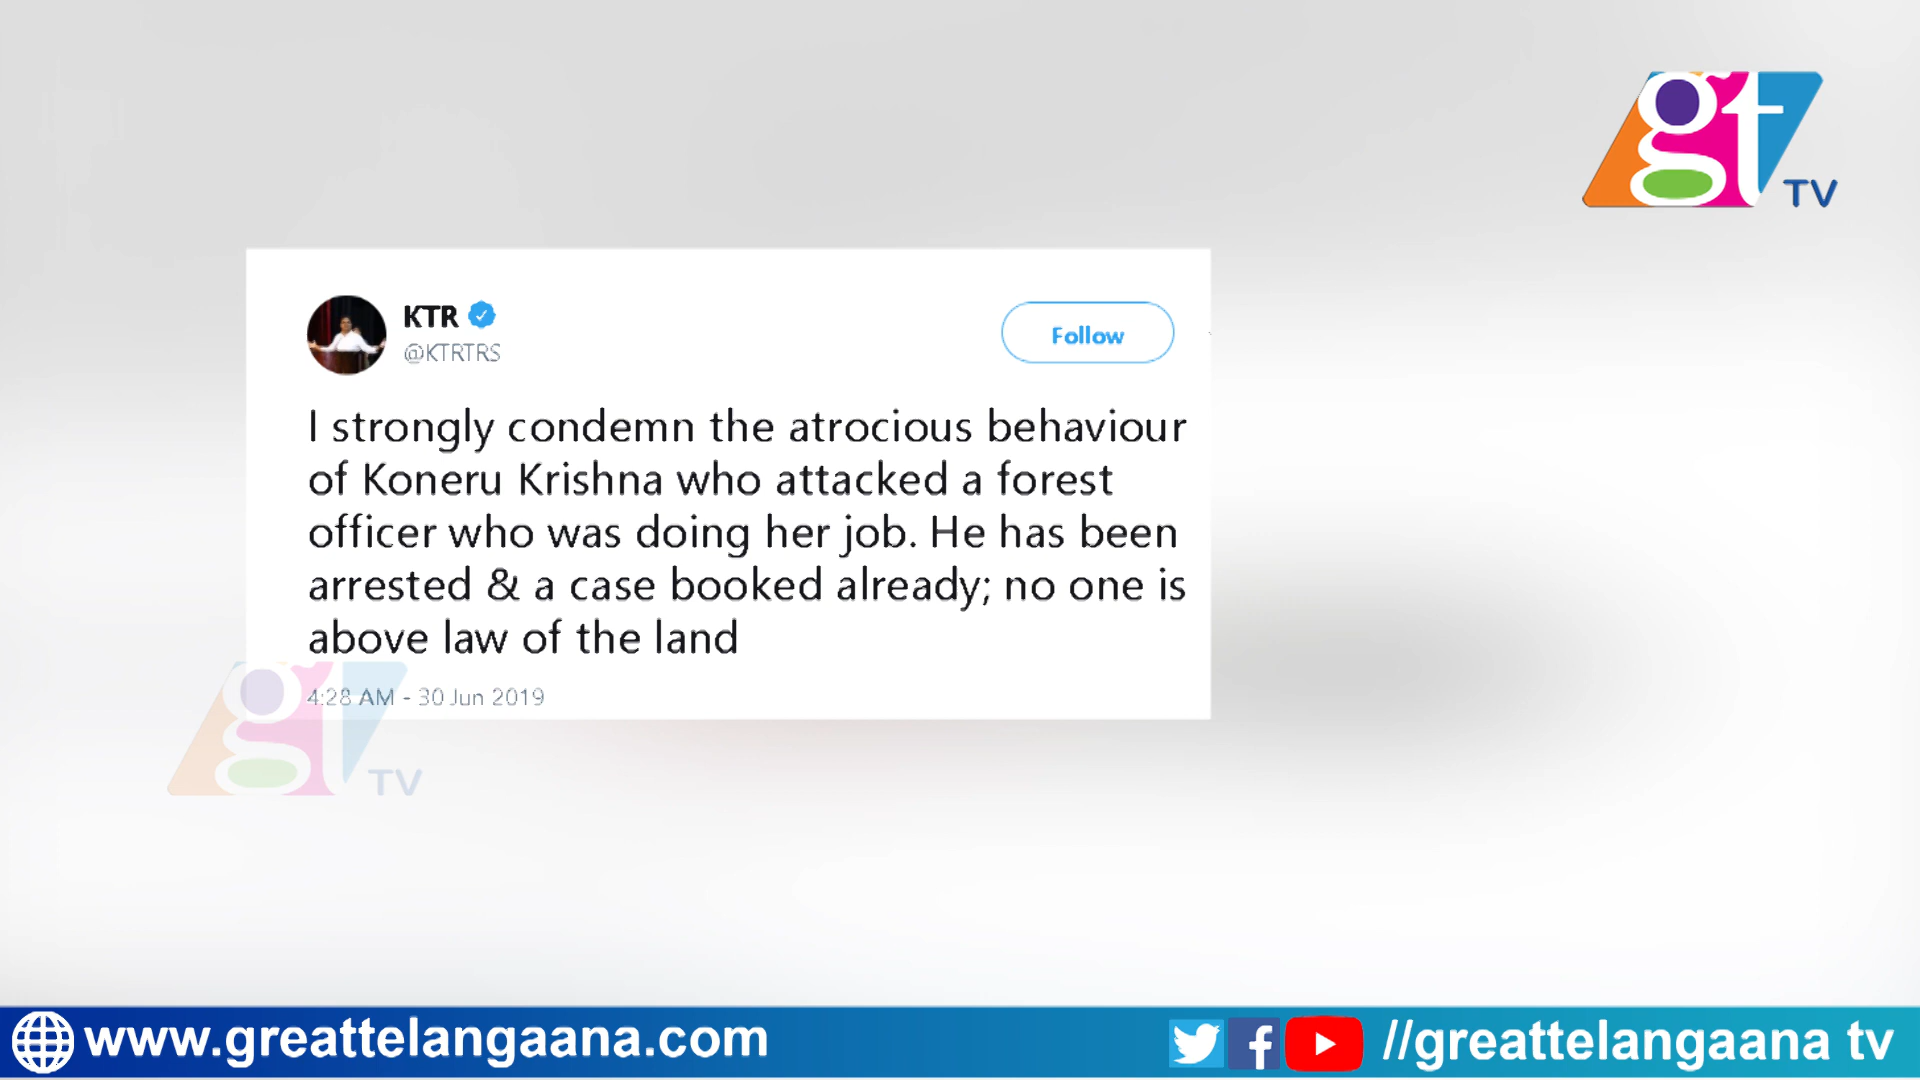 gt TV
KTR
@KTRTRS
Follow
I strongly condemn the atrocious behaviour
of Koneru Krishna who attacked a forest
officer who was doing her job. He has been
arrested & a case booked already; no one is
above law of the land
4:28 AM - 30 Jun 2019
gt TV
www.greattelangaana.com
//greattelangaana tv